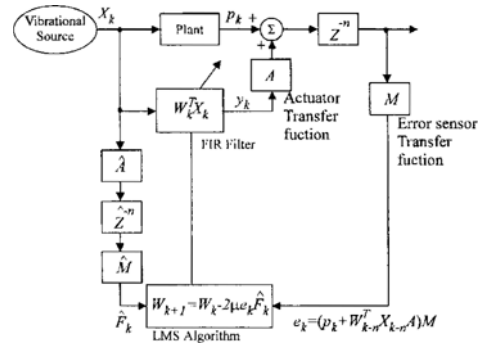 Vibrational
Source
X_k
Plant
p_k
+
+
Σ
Z^-n
A
Actuator
Transfer
fuction
M
Error sensor
Transfer
fuction
W_k^T X_k
y_k
FIR Filter
Â
Ẑ^-n
M̂
F̂_k
W_k+1=W_k-2μe_k F̂_k
LMS Algorithm
e_k=(p_k+W_k-n^T X_k-n A)M